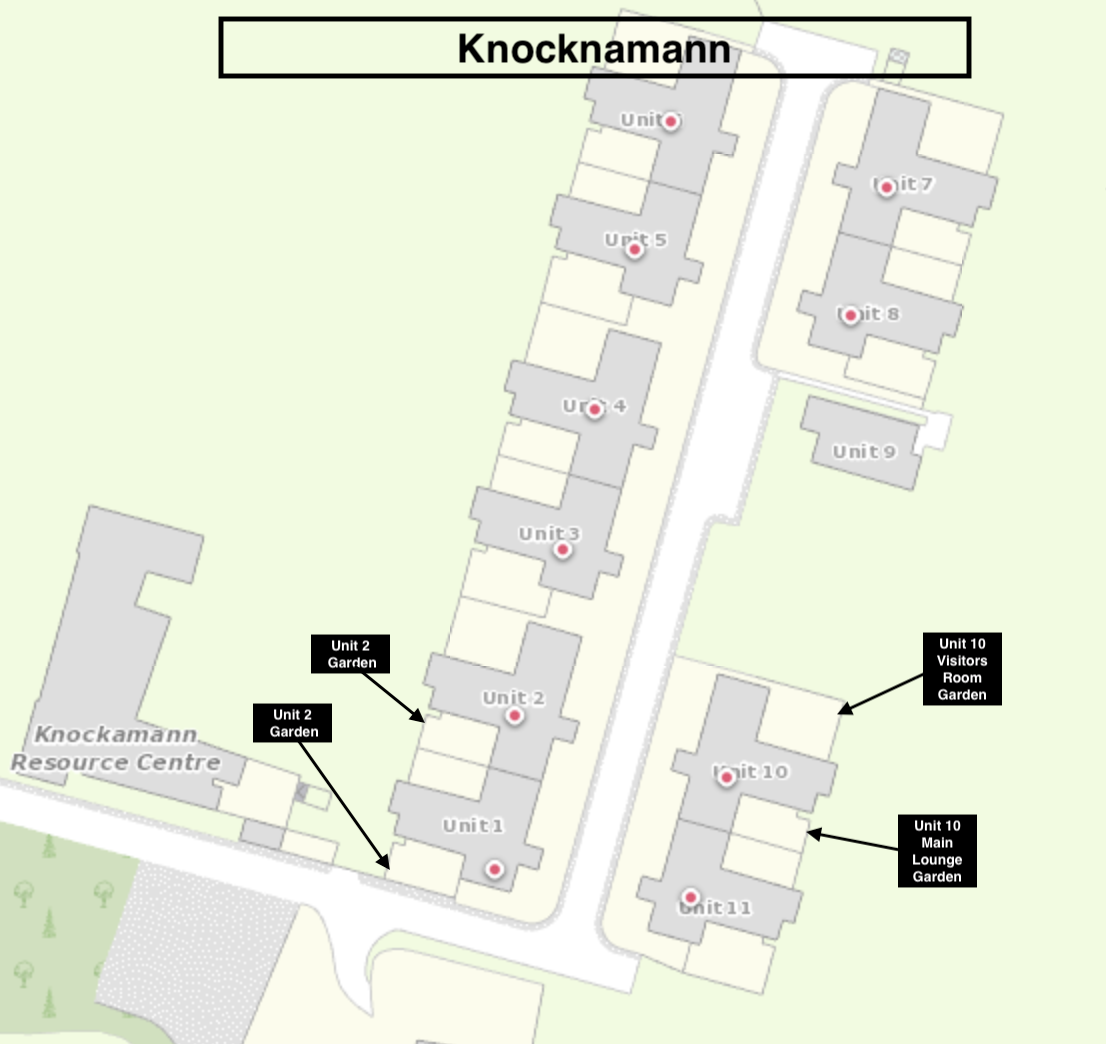 Knocknamann
Unit
Unit 7
Unit 5
Unit 8
Unit 4
Unit 9
Unit 3
Unit 2
Garden
Unit 10
Visitors
Room
Garden
Unit 2
Unit 2
Garden
Knockamann
Resource Centre
Unit 10
Unit 1
Unit 10
Main
Lounge
Garden
Unit 11